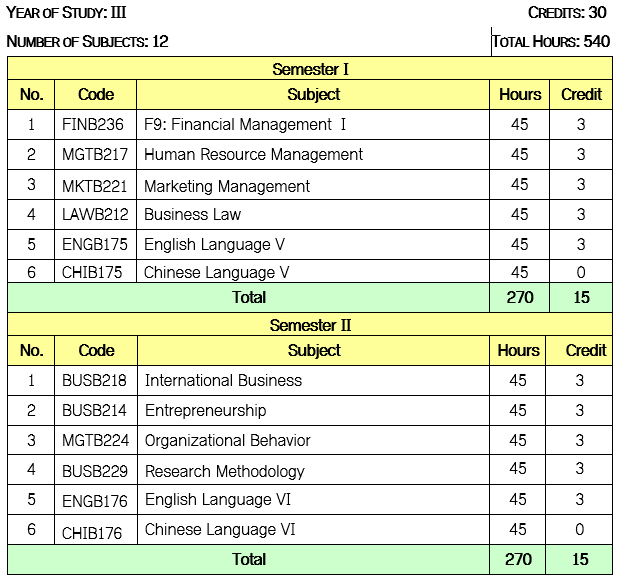 YEAR OF STUDY: III CREDITS: 30
NUMBER OF SUBJECTS: 12 TOTAL HOURS: 540
Semester I
No. Code Subject Hours Credit
1 FINB236 F9: Financial Management I 45 3
2 MGTB217 Human Resource Management 45 3
3 MKTB221 Marketing Management 45 3
4 LAWB212 Business Law 45 3
5 ENGB175 English Language V 45 3
6 CHIB175 Chinese Language V 45 0
Total 270 15
Semester II
No. Code Subject Hours Credit
1 BUSB218 International Business 45 3
2 BUSB214 Entrepreneurship 45 3
3 MGTB224 Organizational Behavior 45 3
4 BUSB229 Research Methodology 45 3
5 ENGB176 English Language VI 45 3
6 CHIB176 Chinese Language VI 45 0
Total 270 15